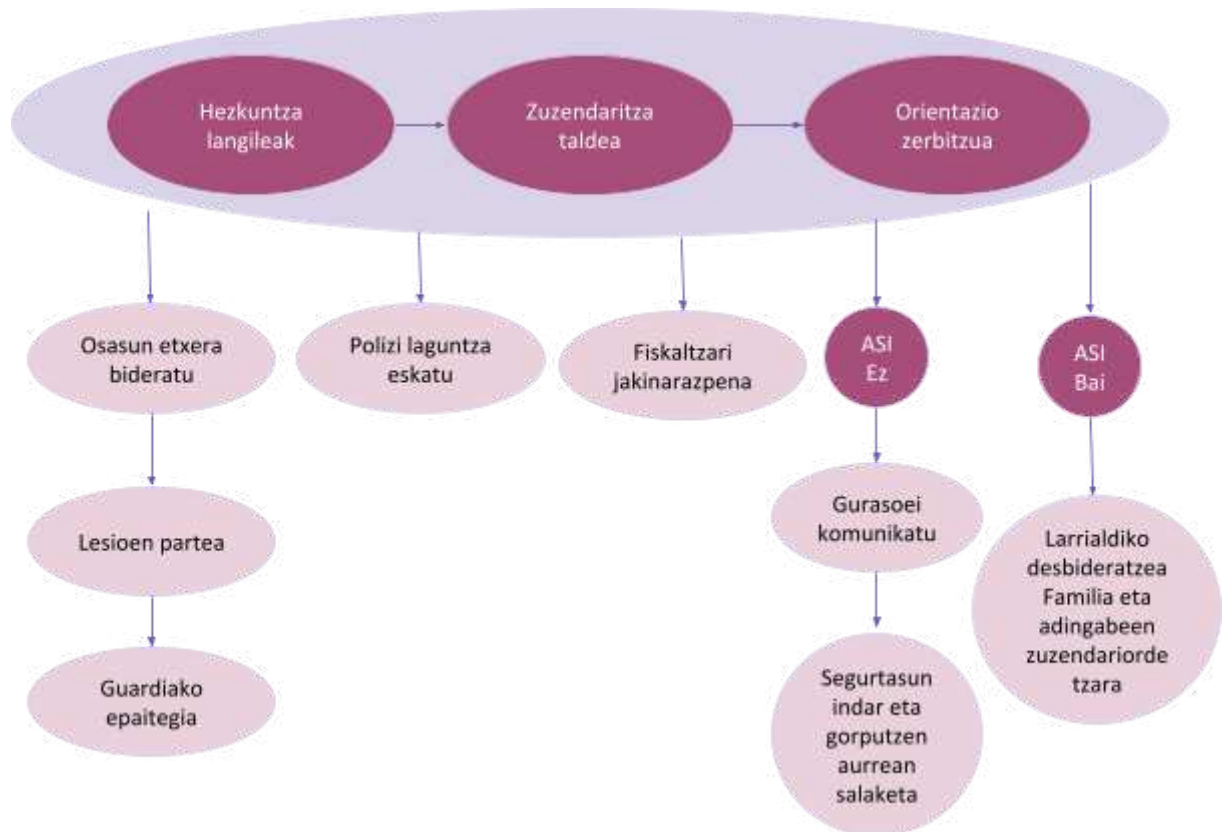 Hezkuntza
langileak
Zuzendaritza
taldea
Orientazio
zerbitzua
Osasun etxera
bideratu
Polizi laguntza
eskatu
Fiskaltzari
jakinarazpena
ASI
Ez
ASI
Bai
Lesioen partea
Gurasoei
komunikatu
Larrialdiko
desbideratzea
Familia eta
adingabeen
zuzendariorde
tzara
Guardiako
epaitegia
Segurtasun
indar eta
gorputzen
aurrean
salaketa